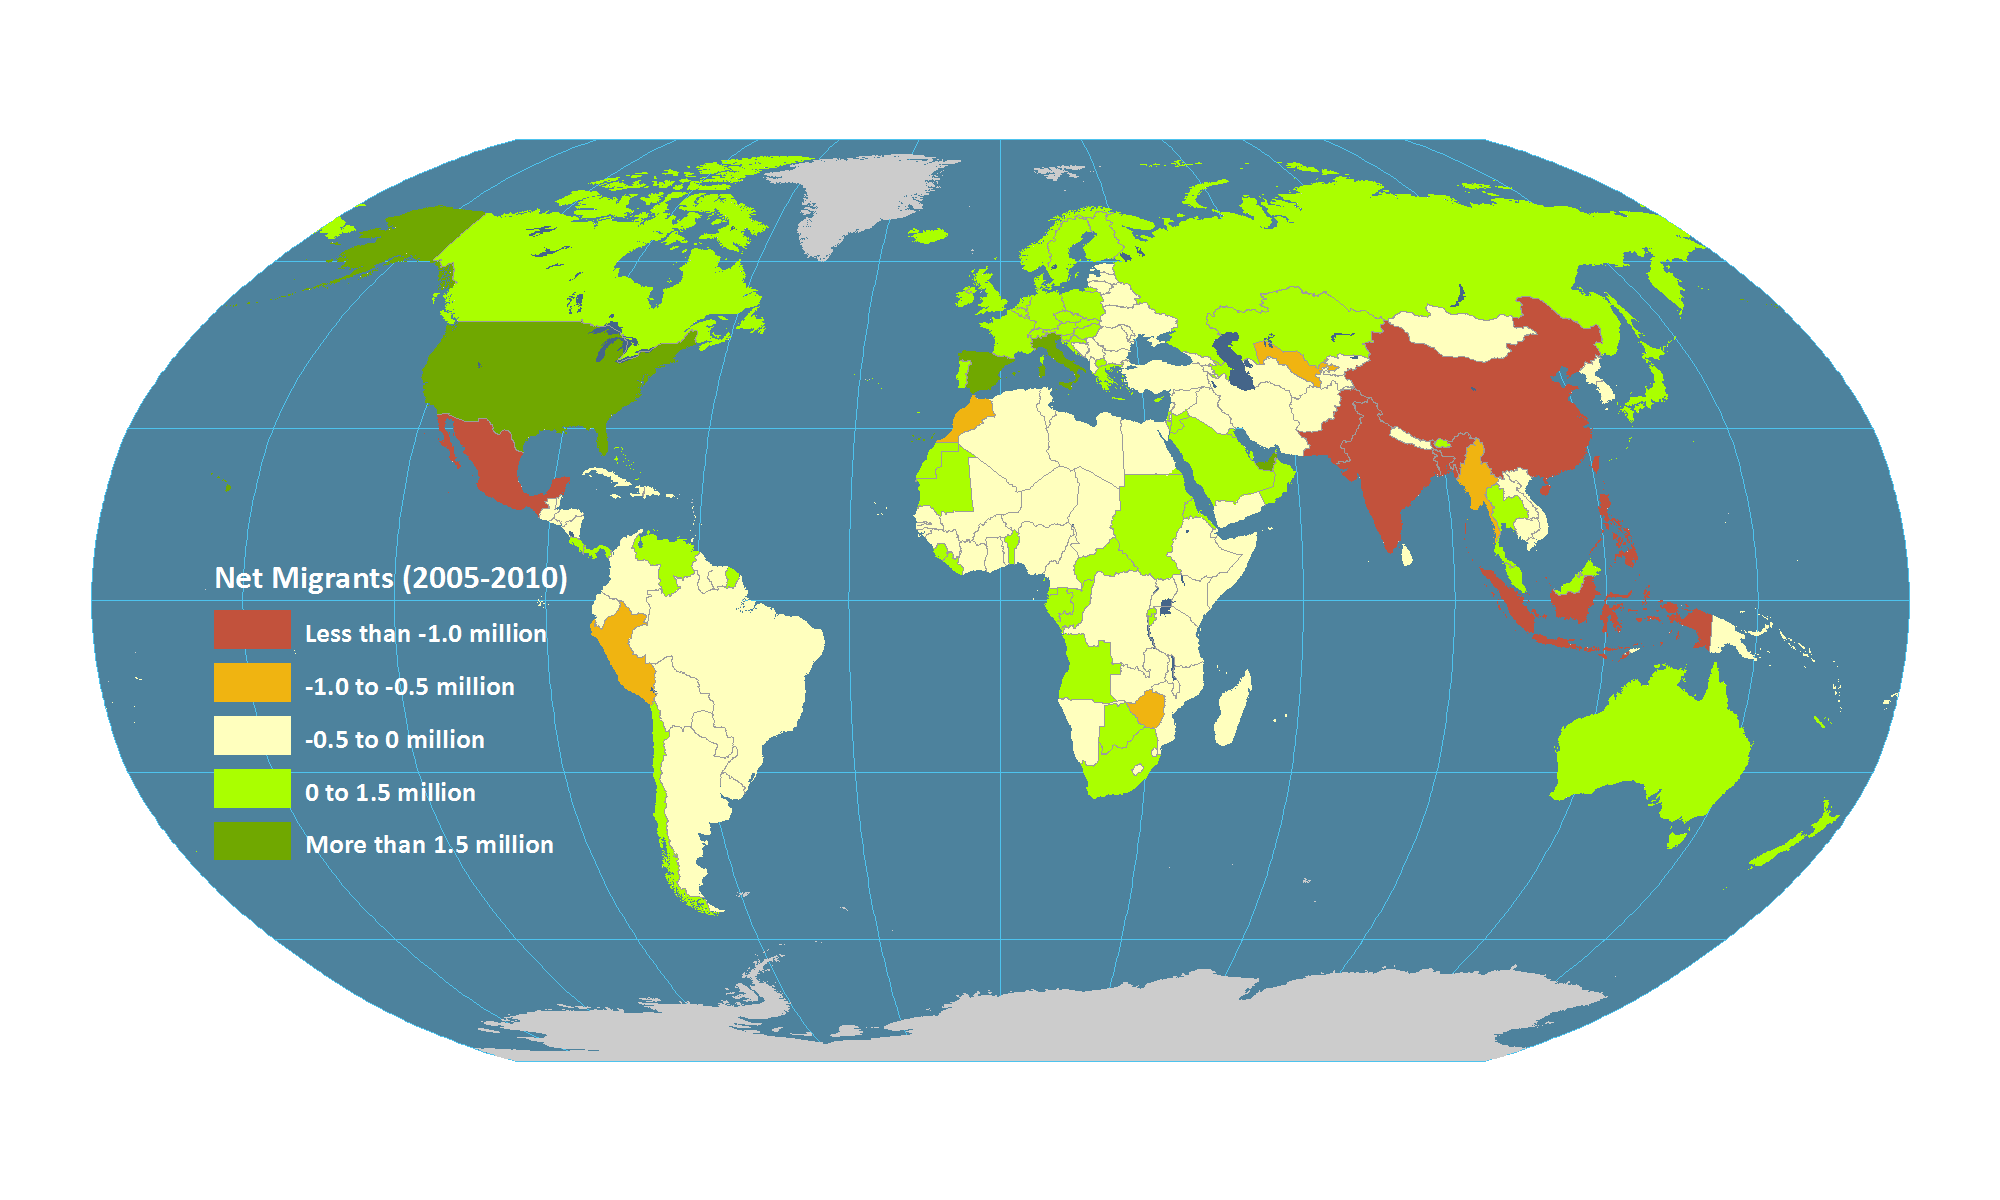 Net Migrants (2005-2010)
Less than -1.0 million
-1.0 to -0.5 million
-0.5 to 0 million
0 to 1.5 million
More than 1.5 million